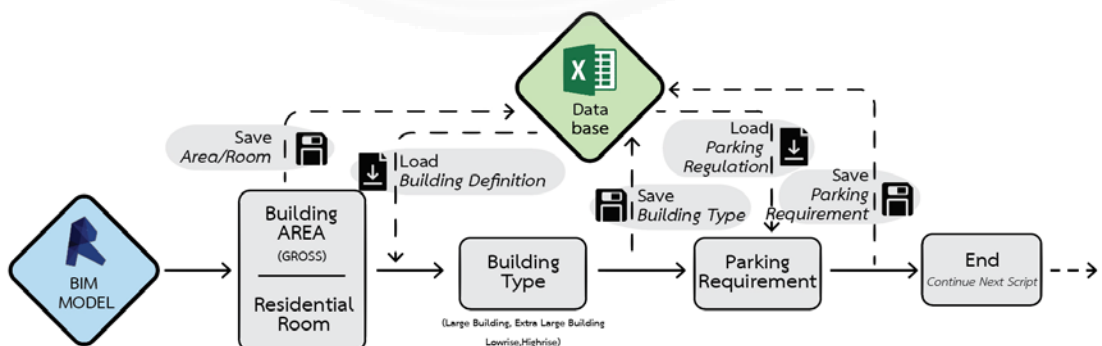 Data
base
Save
Area/Room
Load
Building Definition
Load
Parking
Regulation
Save
Building Type
Save
Parking
Requirement
BIM
MODEL
Building
AREA
(GROSS)
Residential
Room
Building
Type
(Large Building, Extra Large Building
Lowrise,Highrise)
Parking
Requirement
End
Continue Next Script